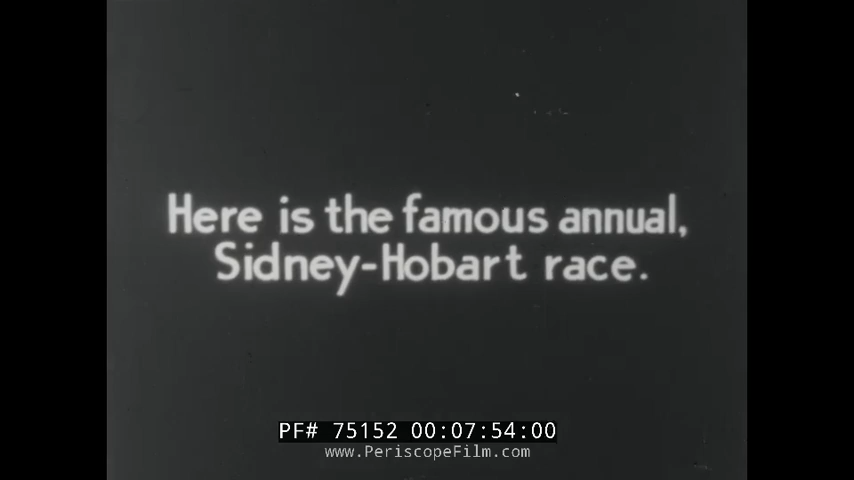 Here is the famous annual,
Sidney-Hobart race.
PF# 75152 00:07:54:00
www.PeriscopeFilm.com